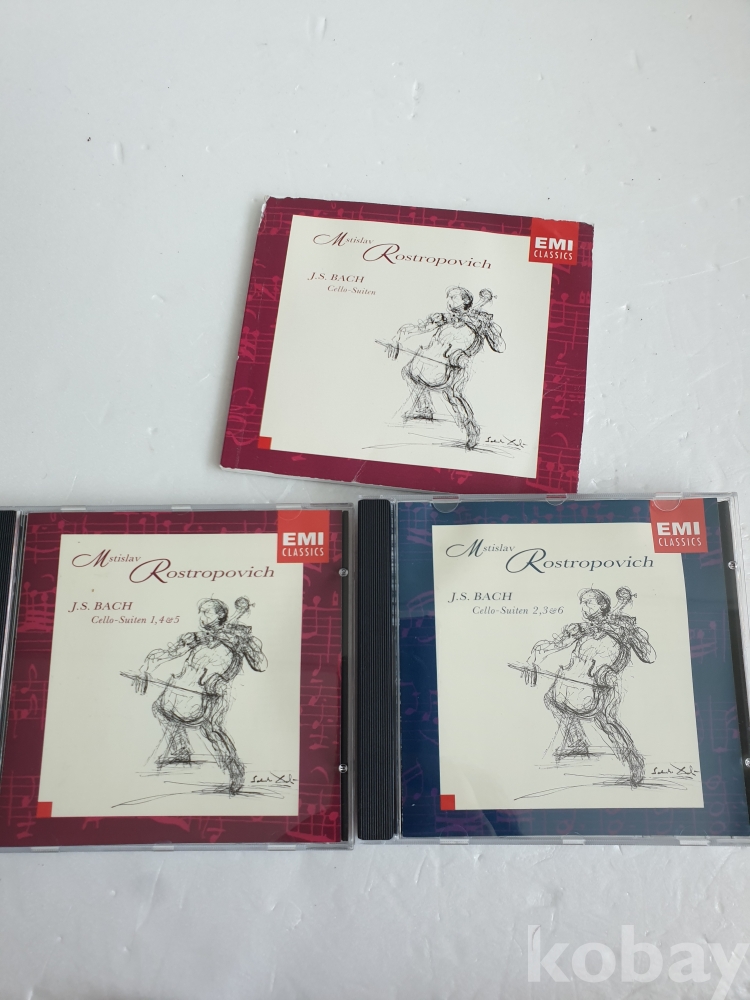 Mstislav
Rostropovich
EMI
CLASSICS
J.S. BACH
Cello-Suiten
Mstislav
Rostropovich
EMI
CLASSICS
J.S. BACH
Cello-Suiten 1,4&5
Mstislav
Rostropovich
EMI
CLASSICS
J.S. BACH
Cello-Suiten 2,3&6
kobay